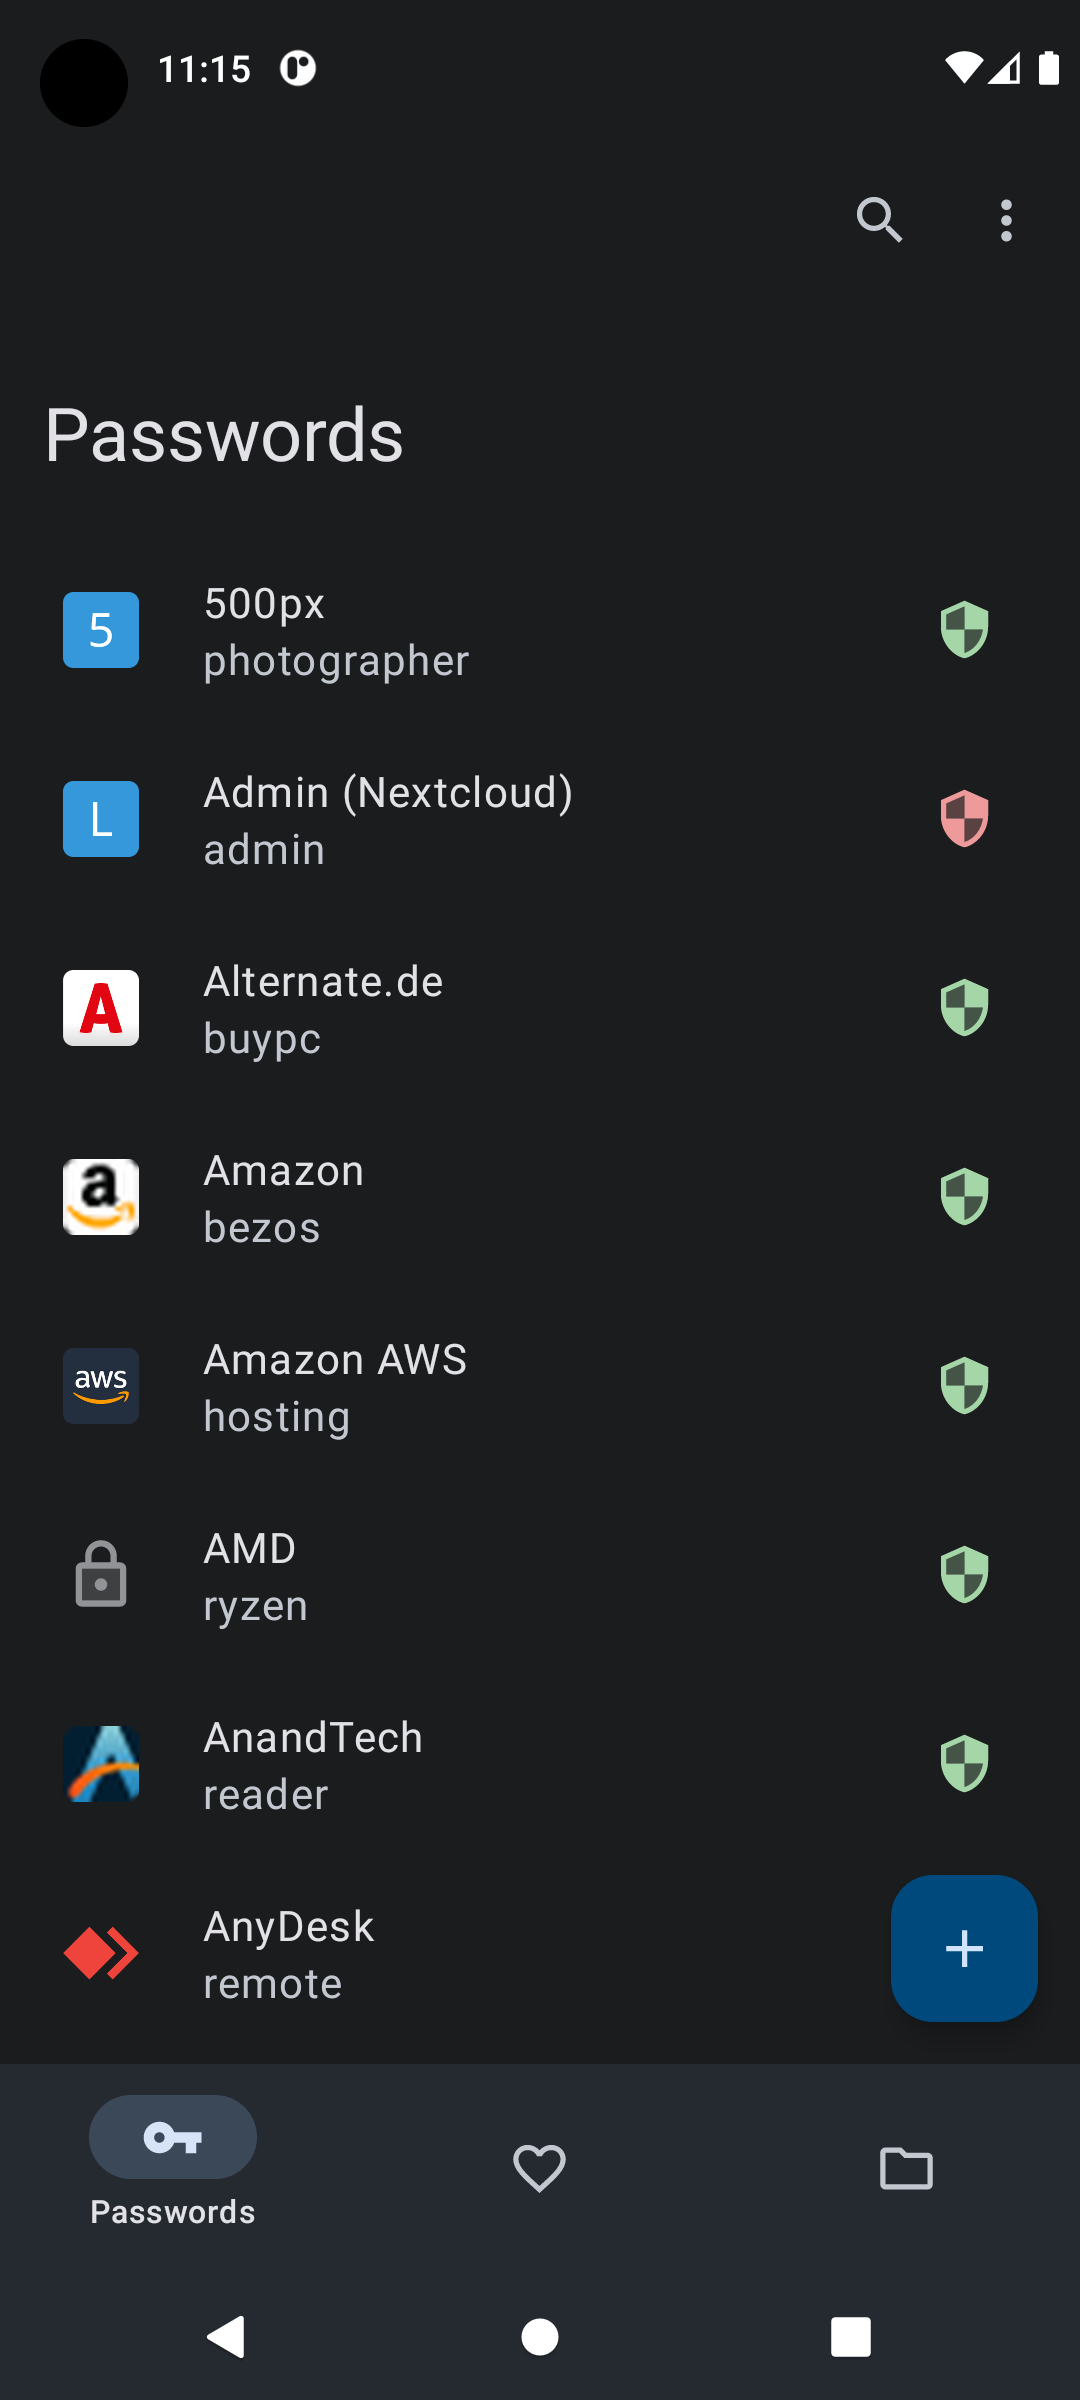 11:15
Passwords
5
500px
photographer
L
Admin (Nextcloud)
admin
A
Alternate.de
buypc
a
Amazon
bezos
aws
Amazon AWS
hosting
AMD
ryzen
AnandTech
reader
AnyDesk
remote
Passwords